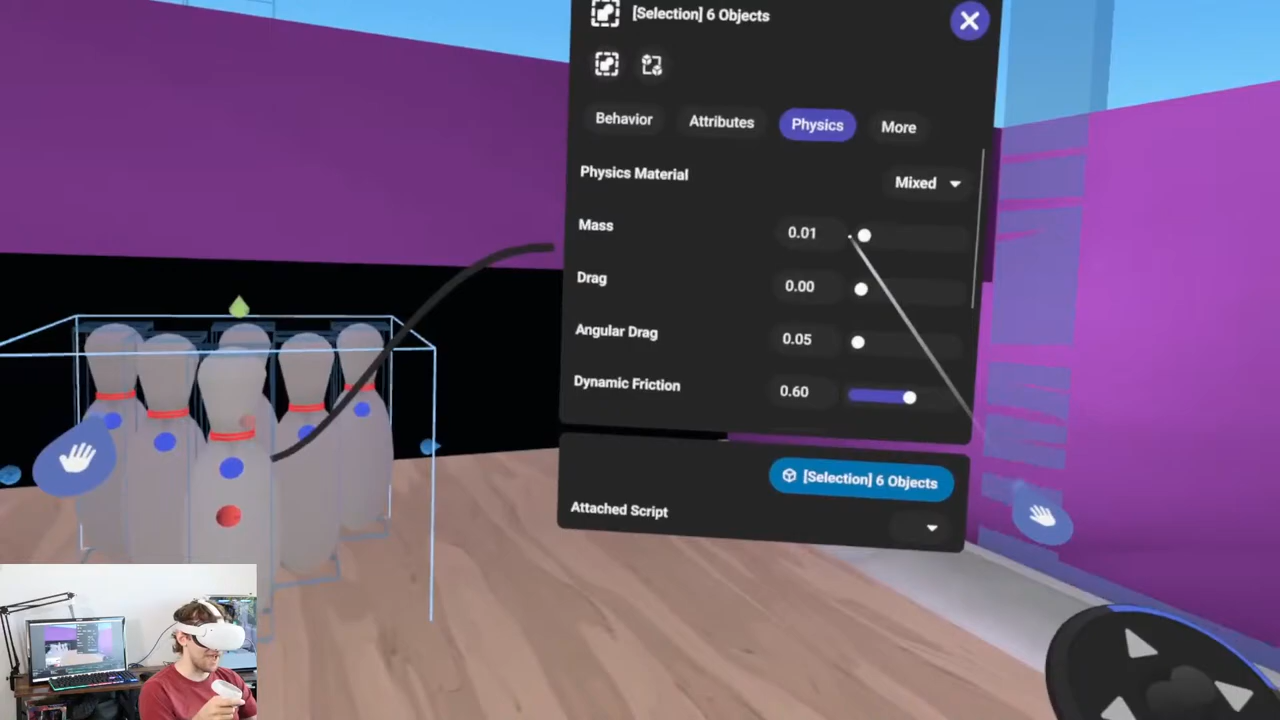 [Selection] 6 Objects
Behavior Attributes Physics More
Physics Material Mixed
Mass 0.01
Drag 0.00
Angular Drag 0.05
Dynamic Friction 0.60
[Selection] 6 Objects
Attached Script